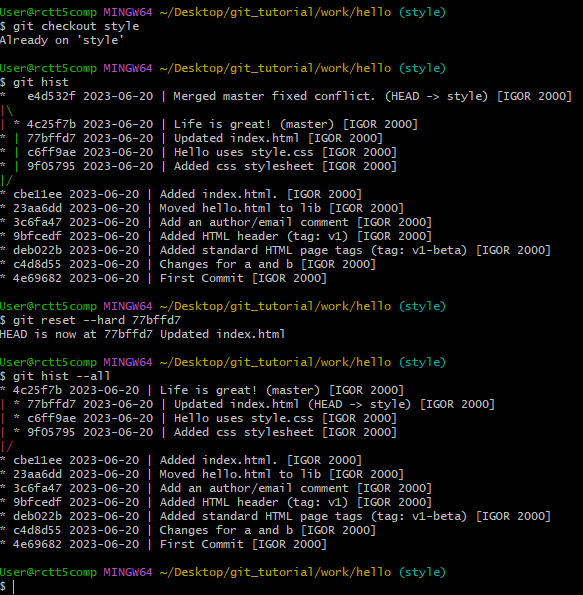 User@rctt5comp MINGW64 ~/Desktop/git_tutorial/work/hello (style)
$ git checkout style
Already on 'style'
User@rctt5comp MINGW64 ~/Desktop/git_tutorial/work/hello (style)
$ git hist
*   e4d532f 2023-06-20 | Merged master fixed conflict. (HEAD -> style) [IGOR 2000]
|\
| * 4c25f7b 2023-06-20 | Life is great! (master) [IGOR 2000]
* | 77bffd7 2023-06-20 | Updated index.html [IGOR 2000]
* | c6ff9ae 2023-06-20 | Hello uses style.css [IGOR 2000]
* | 9f05795 2023-06-20 | Added css stylesheet [IGOR 2000]
|/
* cbe11ee 2023-06-20 | Added index.html. [IGOR 2000]
* 23aa6dd 2023-06-20 | Moved hello.html to lib [IGOR 2000]
* 3c6fa47 2023-06-20 | Add an author/email comment [IGOR 2000]
* 9bfcedf 2023-06-20 | Added HTML header (tag: v1) [IGOR 2000]
* deb022b 2023-06-20 | Added standard HTML page tags (tag: v1-beta) [IGOR 2000]
* c4d8d55 2023-06-20 | Changes for a and b [IGOR 2000]
* 4e69682 2023-06-20 | First Commit [IGOR 2000]
User@rctt5comp MINGW64 ~/Desktop/git_tutorial/work/hello (style)
$ git reset --hard 77bffd7
HEAD is now at 77bffd7 Updated index.html
User@rctt5comp MINGW64 ~/Desktop/git_tutorial/work/hello (style)
$ git hist --all
* 4c25f7b 2023-06-20 | Life is great! (master) [IGOR 2000]
| * 77bffd7 2023-06-20 | Updated index.html (HEAD -> style) [IGOR 2000]
| * c6ff9ae 2023-06-20 | Hello uses style.css [IGOR 2000]
| * 9f05795 2023-06-20 | Added css stylesheet [IGOR 2000]
|/
* cbe11ee 2023-06-20 | Added index.html. [IGOR 2000]
* 23aa6dd 2023-06-20 | Moved hello.html to lib [IGOR 2000]
* 3c6fa47 2023-06-20 | Add an author/email comment [IGOR 2000]
* 9bfcedf 2023-06-20 | Added HTML header (tag: v1) [IGOR 2000]
* deb022b 2023-06-20 | Added standard HTML page tags (tag: v1-beta) [IGOR 2000]
* c4d8d55 2023-06-20 | Changes for a and b [IGOR 2000]
* 4e69682 2023-06-20 | First Commit [IGOR 2000]
User@rctt5comp MINGW64 ~/Desktop/git_tutorial/work/hello (style)
$